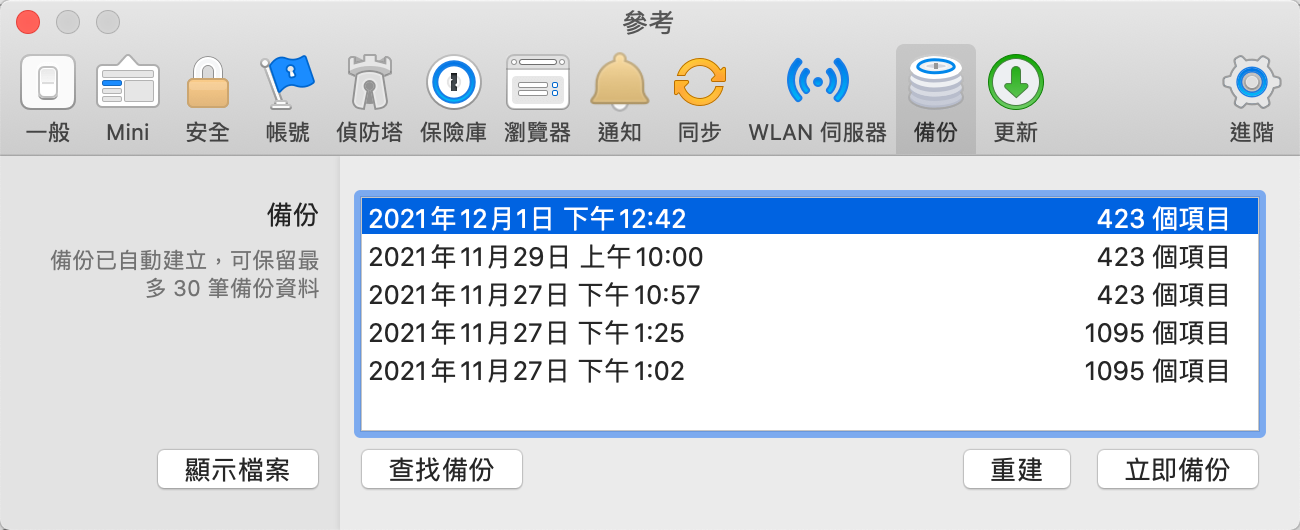 參考
一般
Mini
安全
帳號
偵防塔
保險庫
瀏覽器
通知
同步
WLAN 伺服器
備份
更新
進階
備份
備份已自動建立，可保留最
多 30 筆備份資料
2021年12月1日 下午12:42 423 個項目
2021年11月29日 上午10:00 423 個項目
2021年11月27日 下午10:57 423 個項目
2021年11月27日 下午1:25 1095 個項目
2021年11月27日 下午1:02 1095 個項目
顯示檔案
查找備份
重建
立即備份